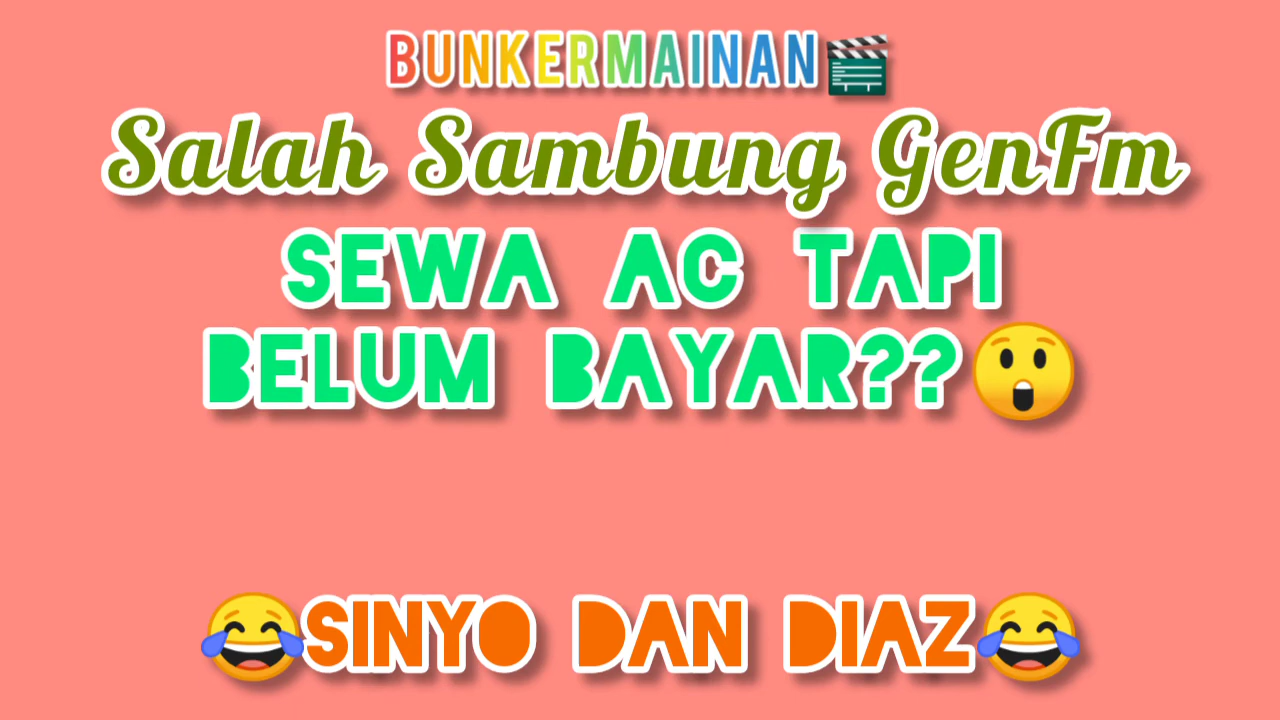 BUNKERMAINAN🎬
Salah Sambung GenFm
SEWA AC TAPI
BELUM BAYAR??😲
😂SINYO DAN DIAZ😂